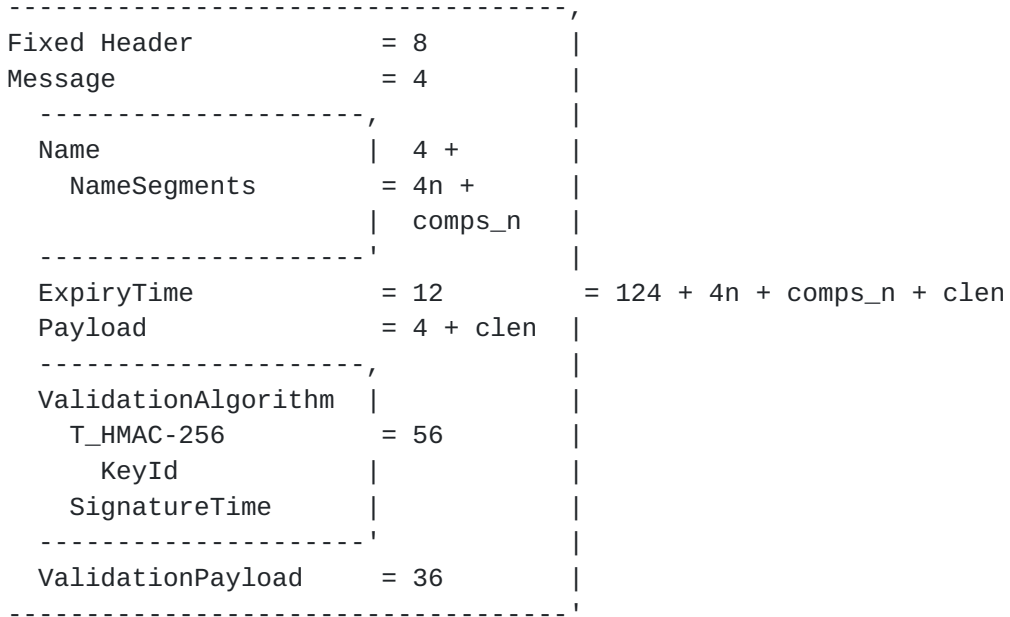 ------------------------------------,
Fixed Header            = 8         |
Message                 = 4         |
  ---------------------,            |
  Name                 |  4 +       |
    NameSegments        = 4n +      |
                       |  comps_n   |
  ---------------------'            |
  ExpiryTime            = 12         = 124 + 4n + comps_n + clen
  Payload               = 4 + clen  |
  ---------------------,            |
  ValidationAlgorithm  |            |
    T_HMAC-256          = 56        |
      KeyId            |            |
    SignatureTime      |            |
  ---------------------'            |
  ValidationPayload     = 36        |
------------------------------------'